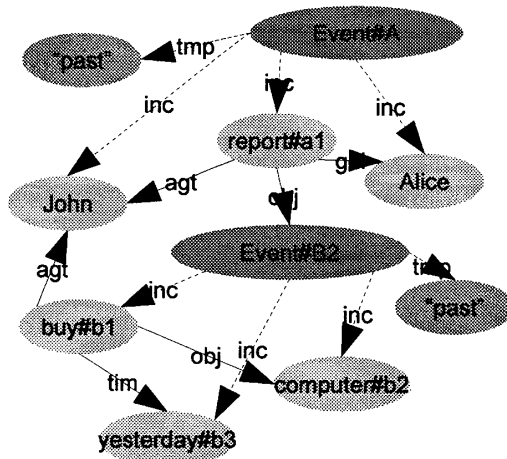 Event#A
tmp
"past"
inc
inc
inc
report#a1
agt
Alice
John
obj
Event#B2
agt
tmp
inc
"past"
buy#b1
inc
obj
inc
computer#b2
tim
yesterday#b3